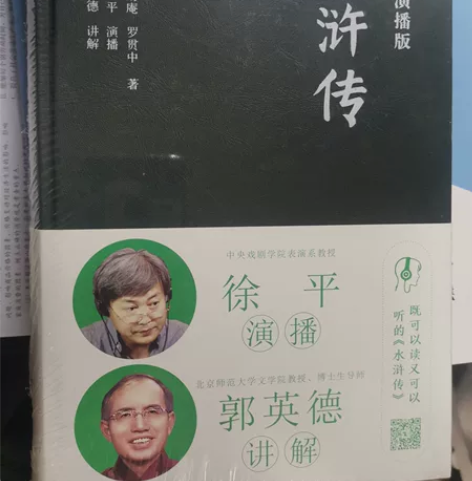 演播版
浒传
庵 罗贯中 著
平 演播
德 讲解
中央戏剧学院表演系教授
徐平
演播
北京师范大学文学院教授、博士生导师
郭英德
讲解
既可以读又可以
听的《水浒传》